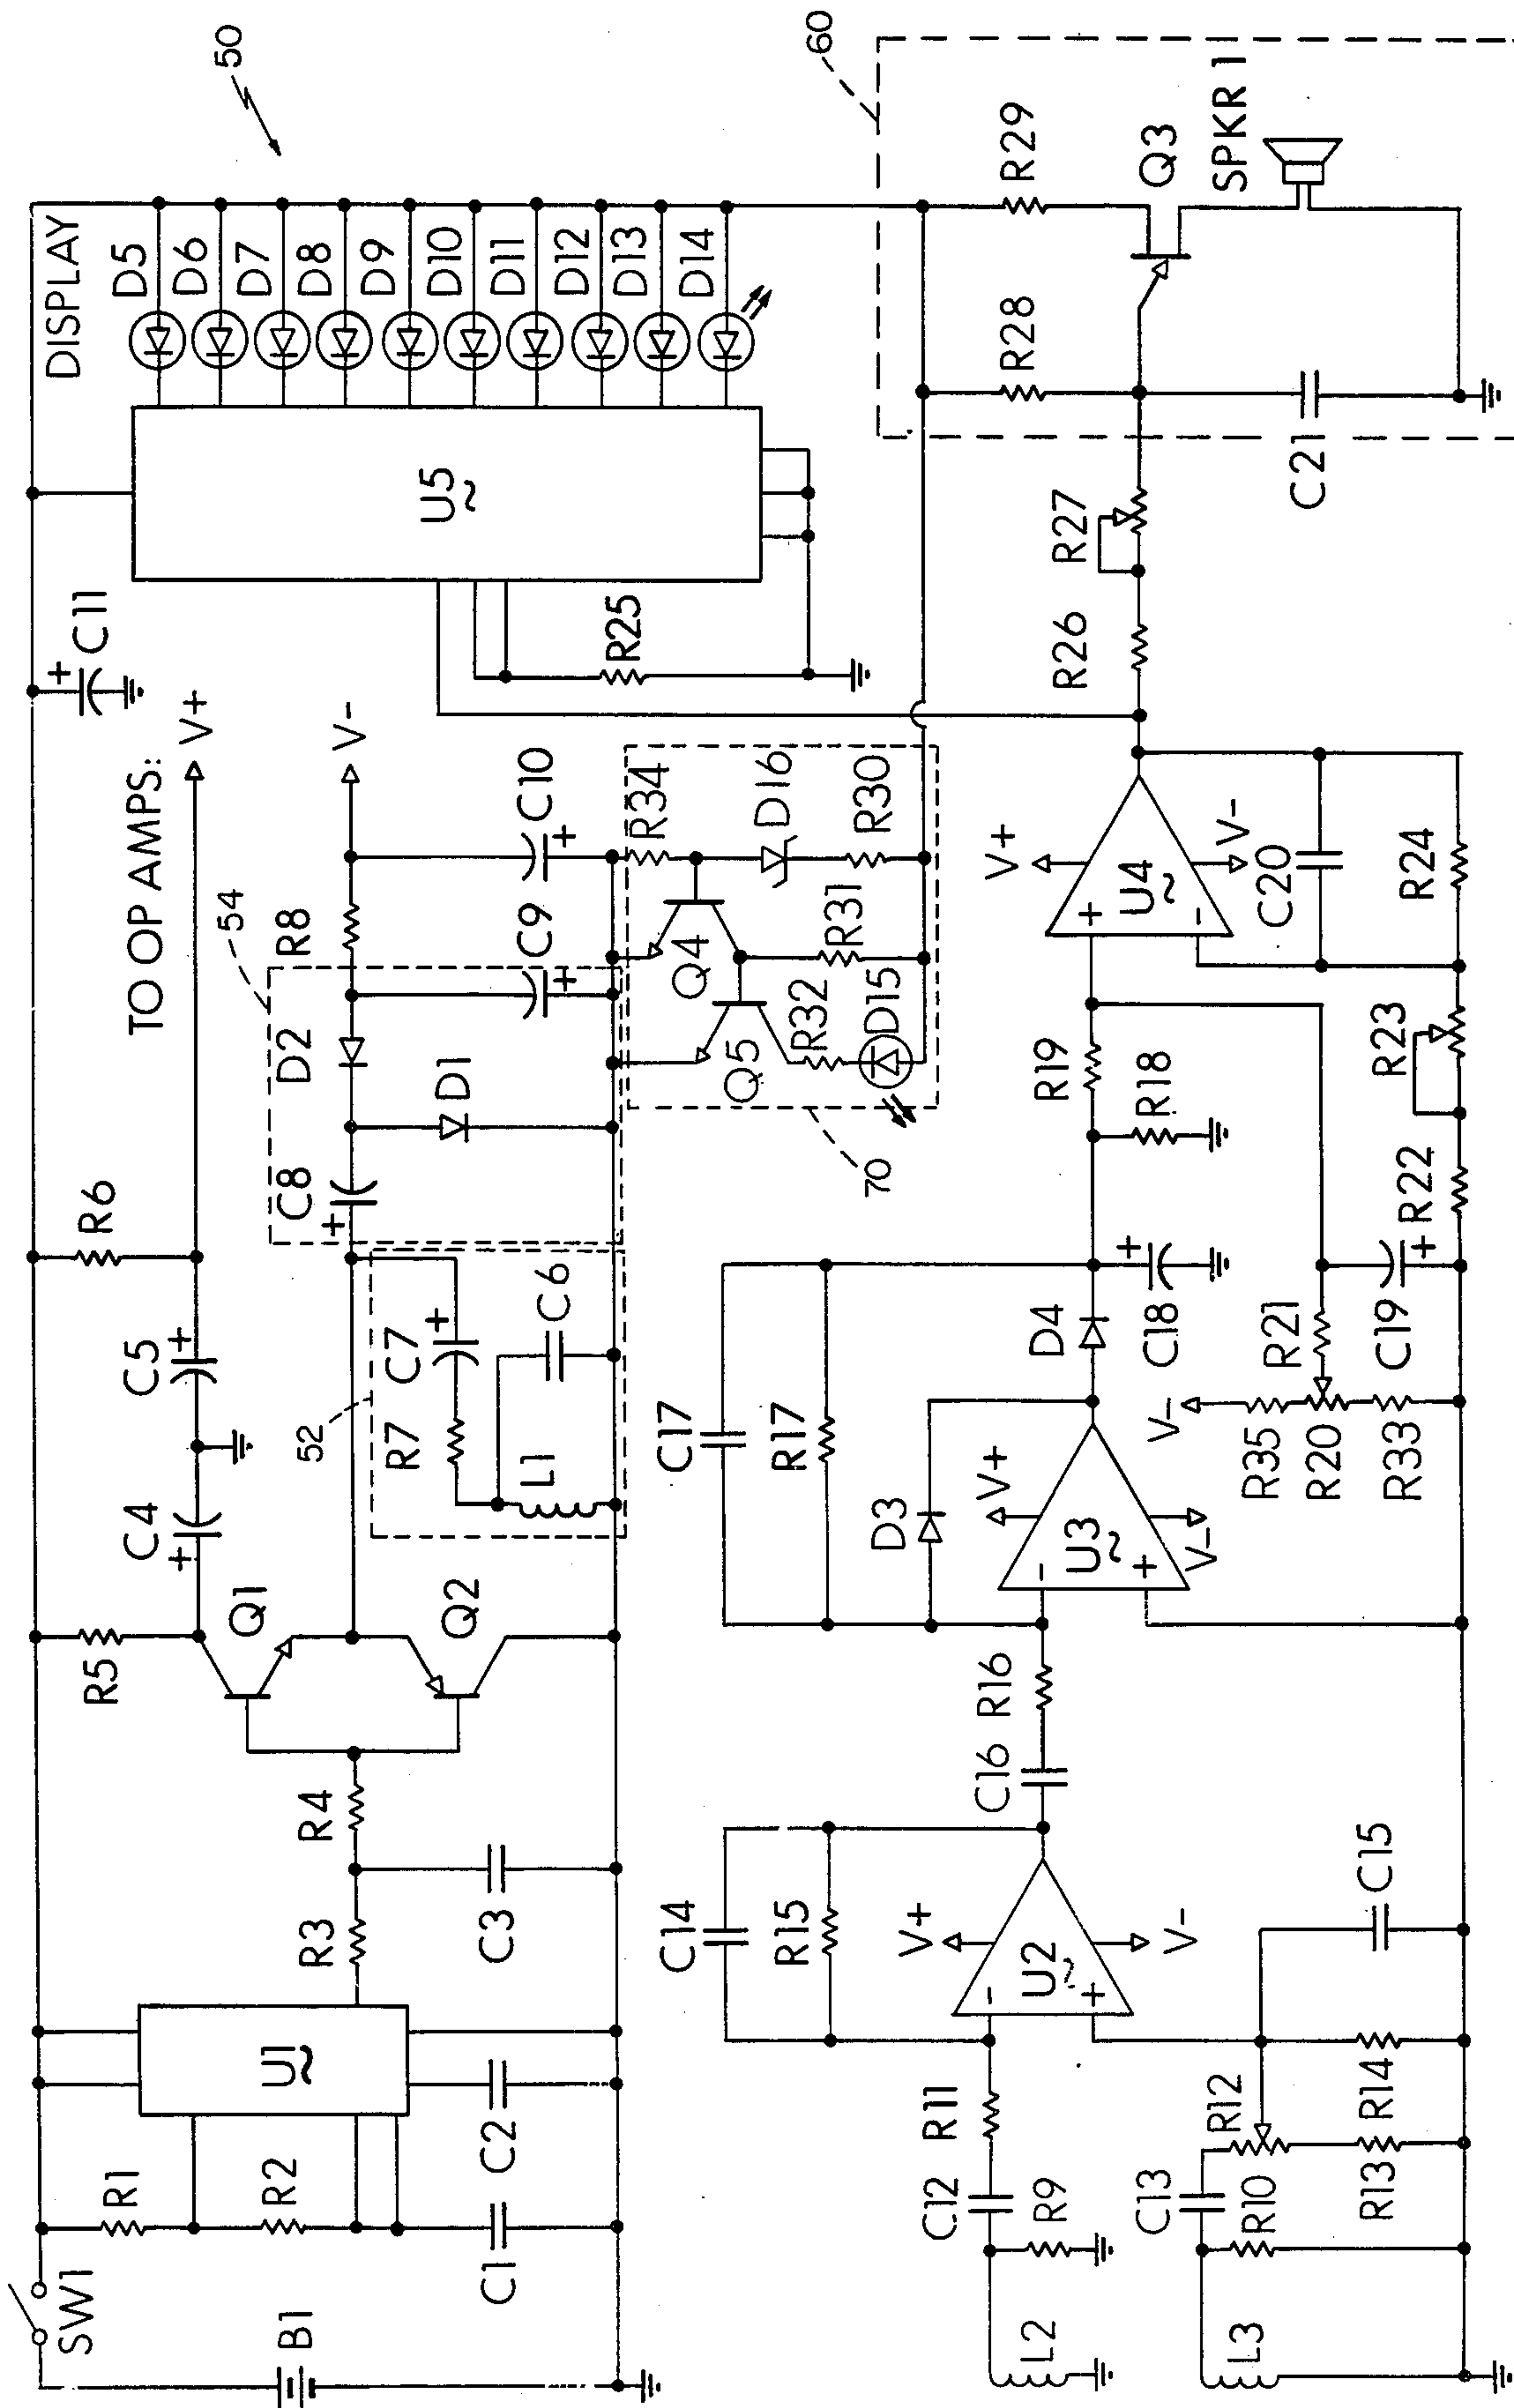 50
DISPLAY
D5
D6
D7
D8
D9
D10
D11
D12
D13
D14
U5
C11
+
TO OP AMPS:
V+
V-
R25
SW1
B1
R1
R2
C1
C2
U1
R3
R4
C3
R5
Q1
Q2
C4
+
C5
+
R6
52
R7
C7
+
C6
L1
54
C8
+
D1
D2
R8
C9
+
C10
+
70
Q5
Q4
R34
D16
R30
R31
R32
D15
60
R29
R28
Q3
SPKR 1
C21
R27
R26
L2
R9
C12
R11
L3
C13
R10
R12
R13
R14
C14
R15
V+
-
U2
+
V-
C15
C16
R16
C17
R17
D3
V+
-
U3
+
V-
D4
C18
+
R18
R19
V-
R35
R20
R33
R21
C19
+
R22
R23
V+
+
U4
-
V-
C20
R24